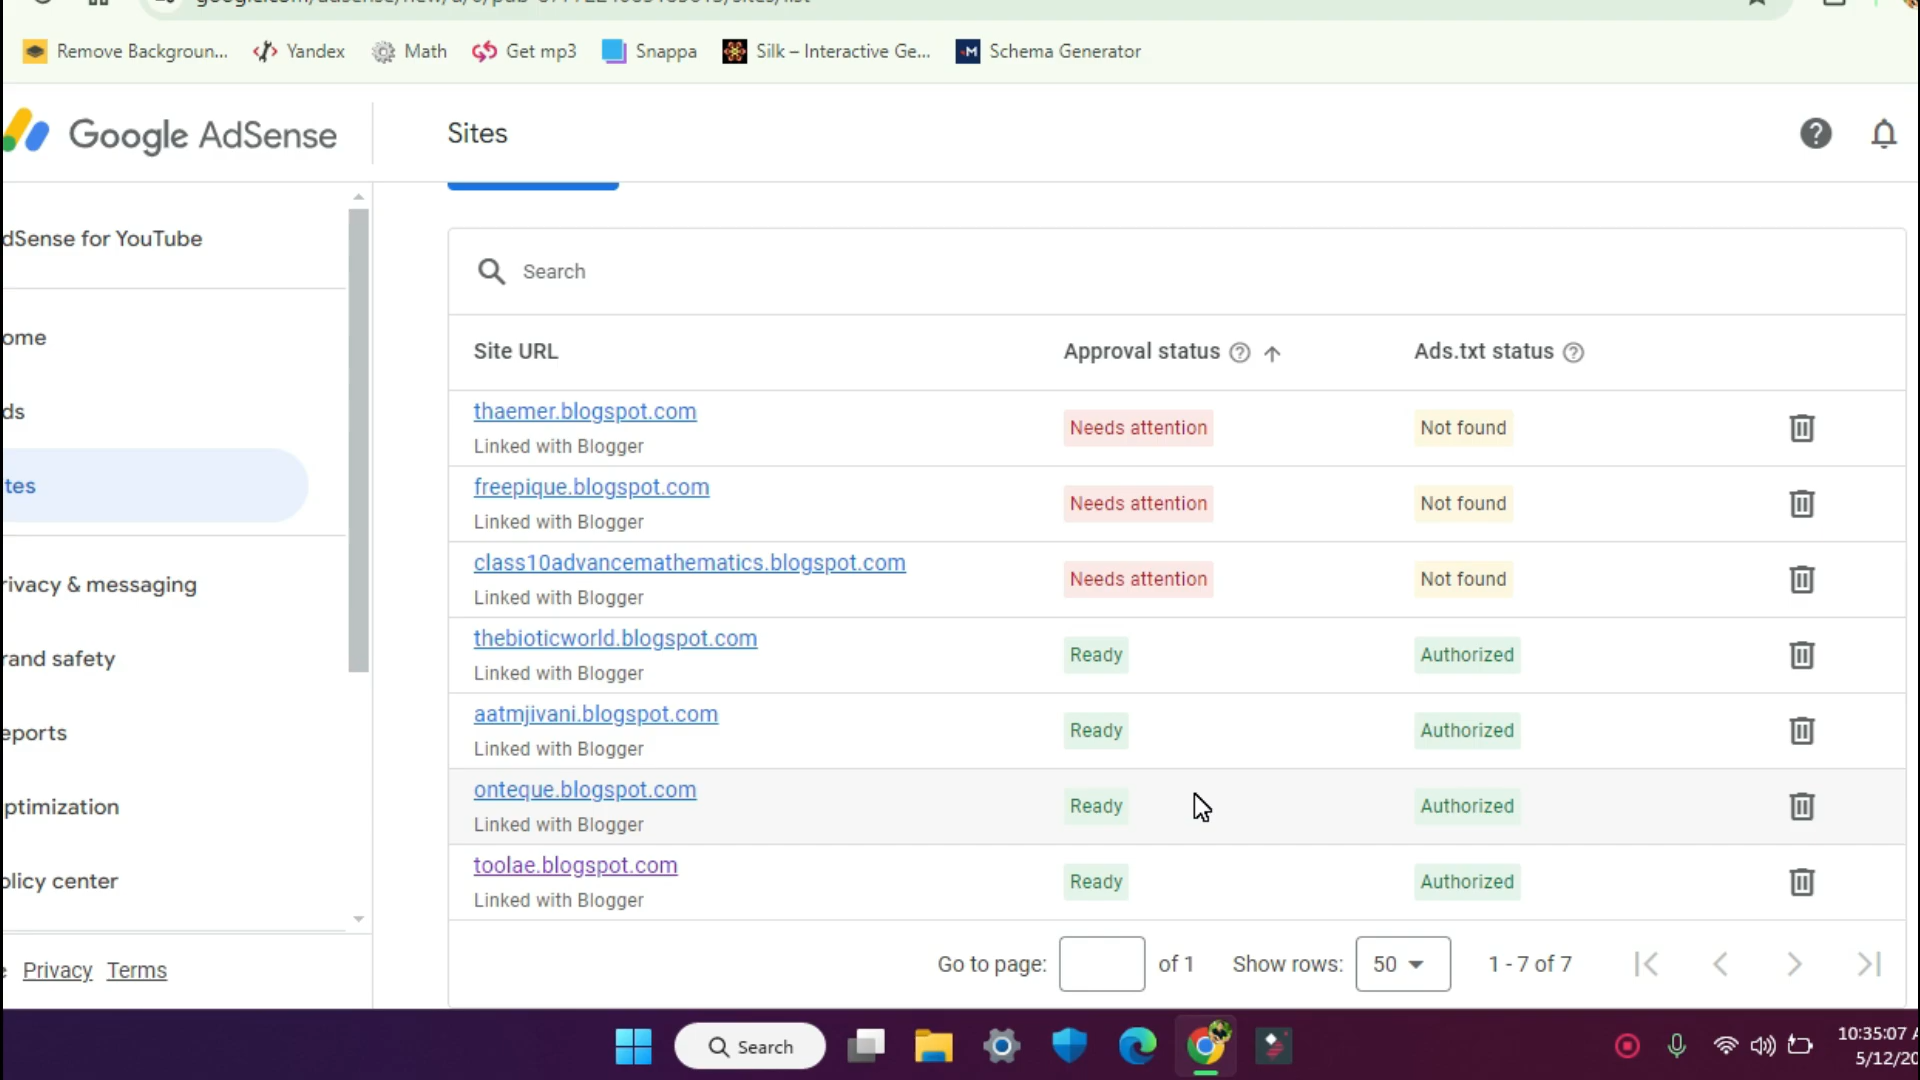 Remove Backgroun... Yandex Math Get mp3 Snappa Silk – Interactive Ge... Schema Generator
Google AdSense
Sites
dSense for YouTube
Search
ome
Site URL Approval status Ads.txt status
ds
thaemer.blogspot.com
Linked with Blogger
Needs attention Not found
tes
freepique.blogspot.com
Linked with Blogger
Needs attention Not found
class10advancemathematics.blogspot.com
Linked with Blogger
Needs attention Not found
rivacy & messaging
thebioticworld.blogspot.com
Linked with Blogger
Ready Authorized
rand safety
aatmjivani.blogspot.com
Linked with Blogger
Ready Authorized
eports
onteque.blogspot.com
Linked with Blogger
Ready Authorized
ptimization
toolae.blogspot.com
Linked with Blogger
Ready Authorized
olicy center
Go to page: of 1 Show rows: 50 1 - 7 of 7
Privacy Terms
Search
10:35:07
5/12/20